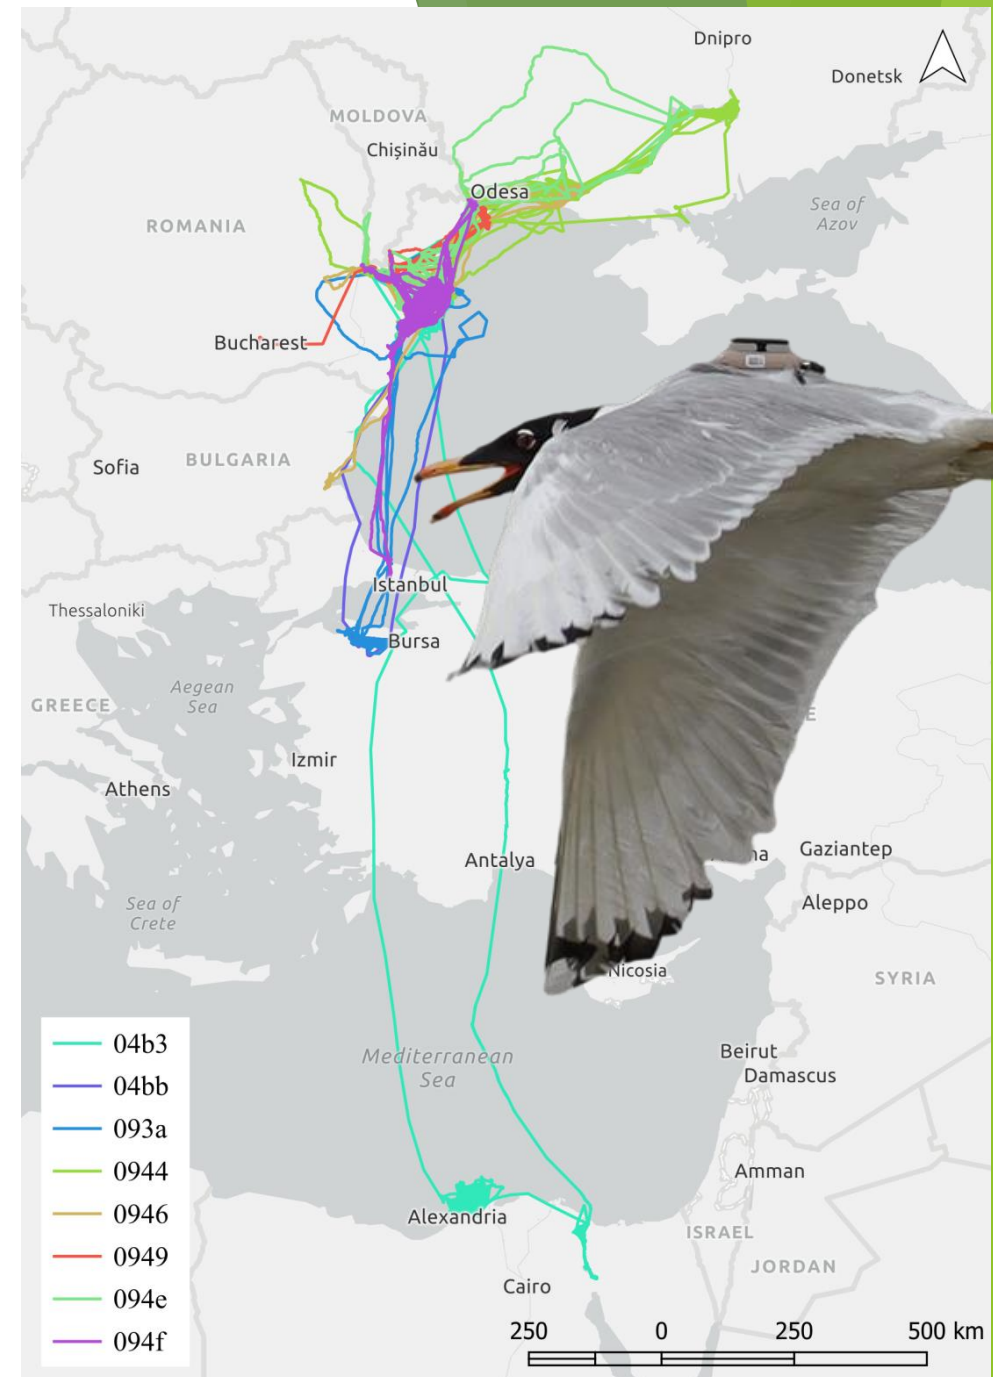 Dnipro
Donetsk
MOLDOVA
Chișinău
Odesa
Sea of
Azov
ROMANIA
Bucharest
Sofia
BULGARIA
Istanbul
Thessaloniki
Bursa
Aegean
Sea
GREECE
Izmir
Athens
Antalya
Gaziantep
Aleppo
Sea of
Crete
Nicosia
SYRIA
Mediterranean
Sea
Beirut
Damascus
Amman
Alexandria
ISRAEL
JORDAN
Cairo
04b3
04bb
093a
0944
0946
0949
094e
094f
250 0 250 500 km